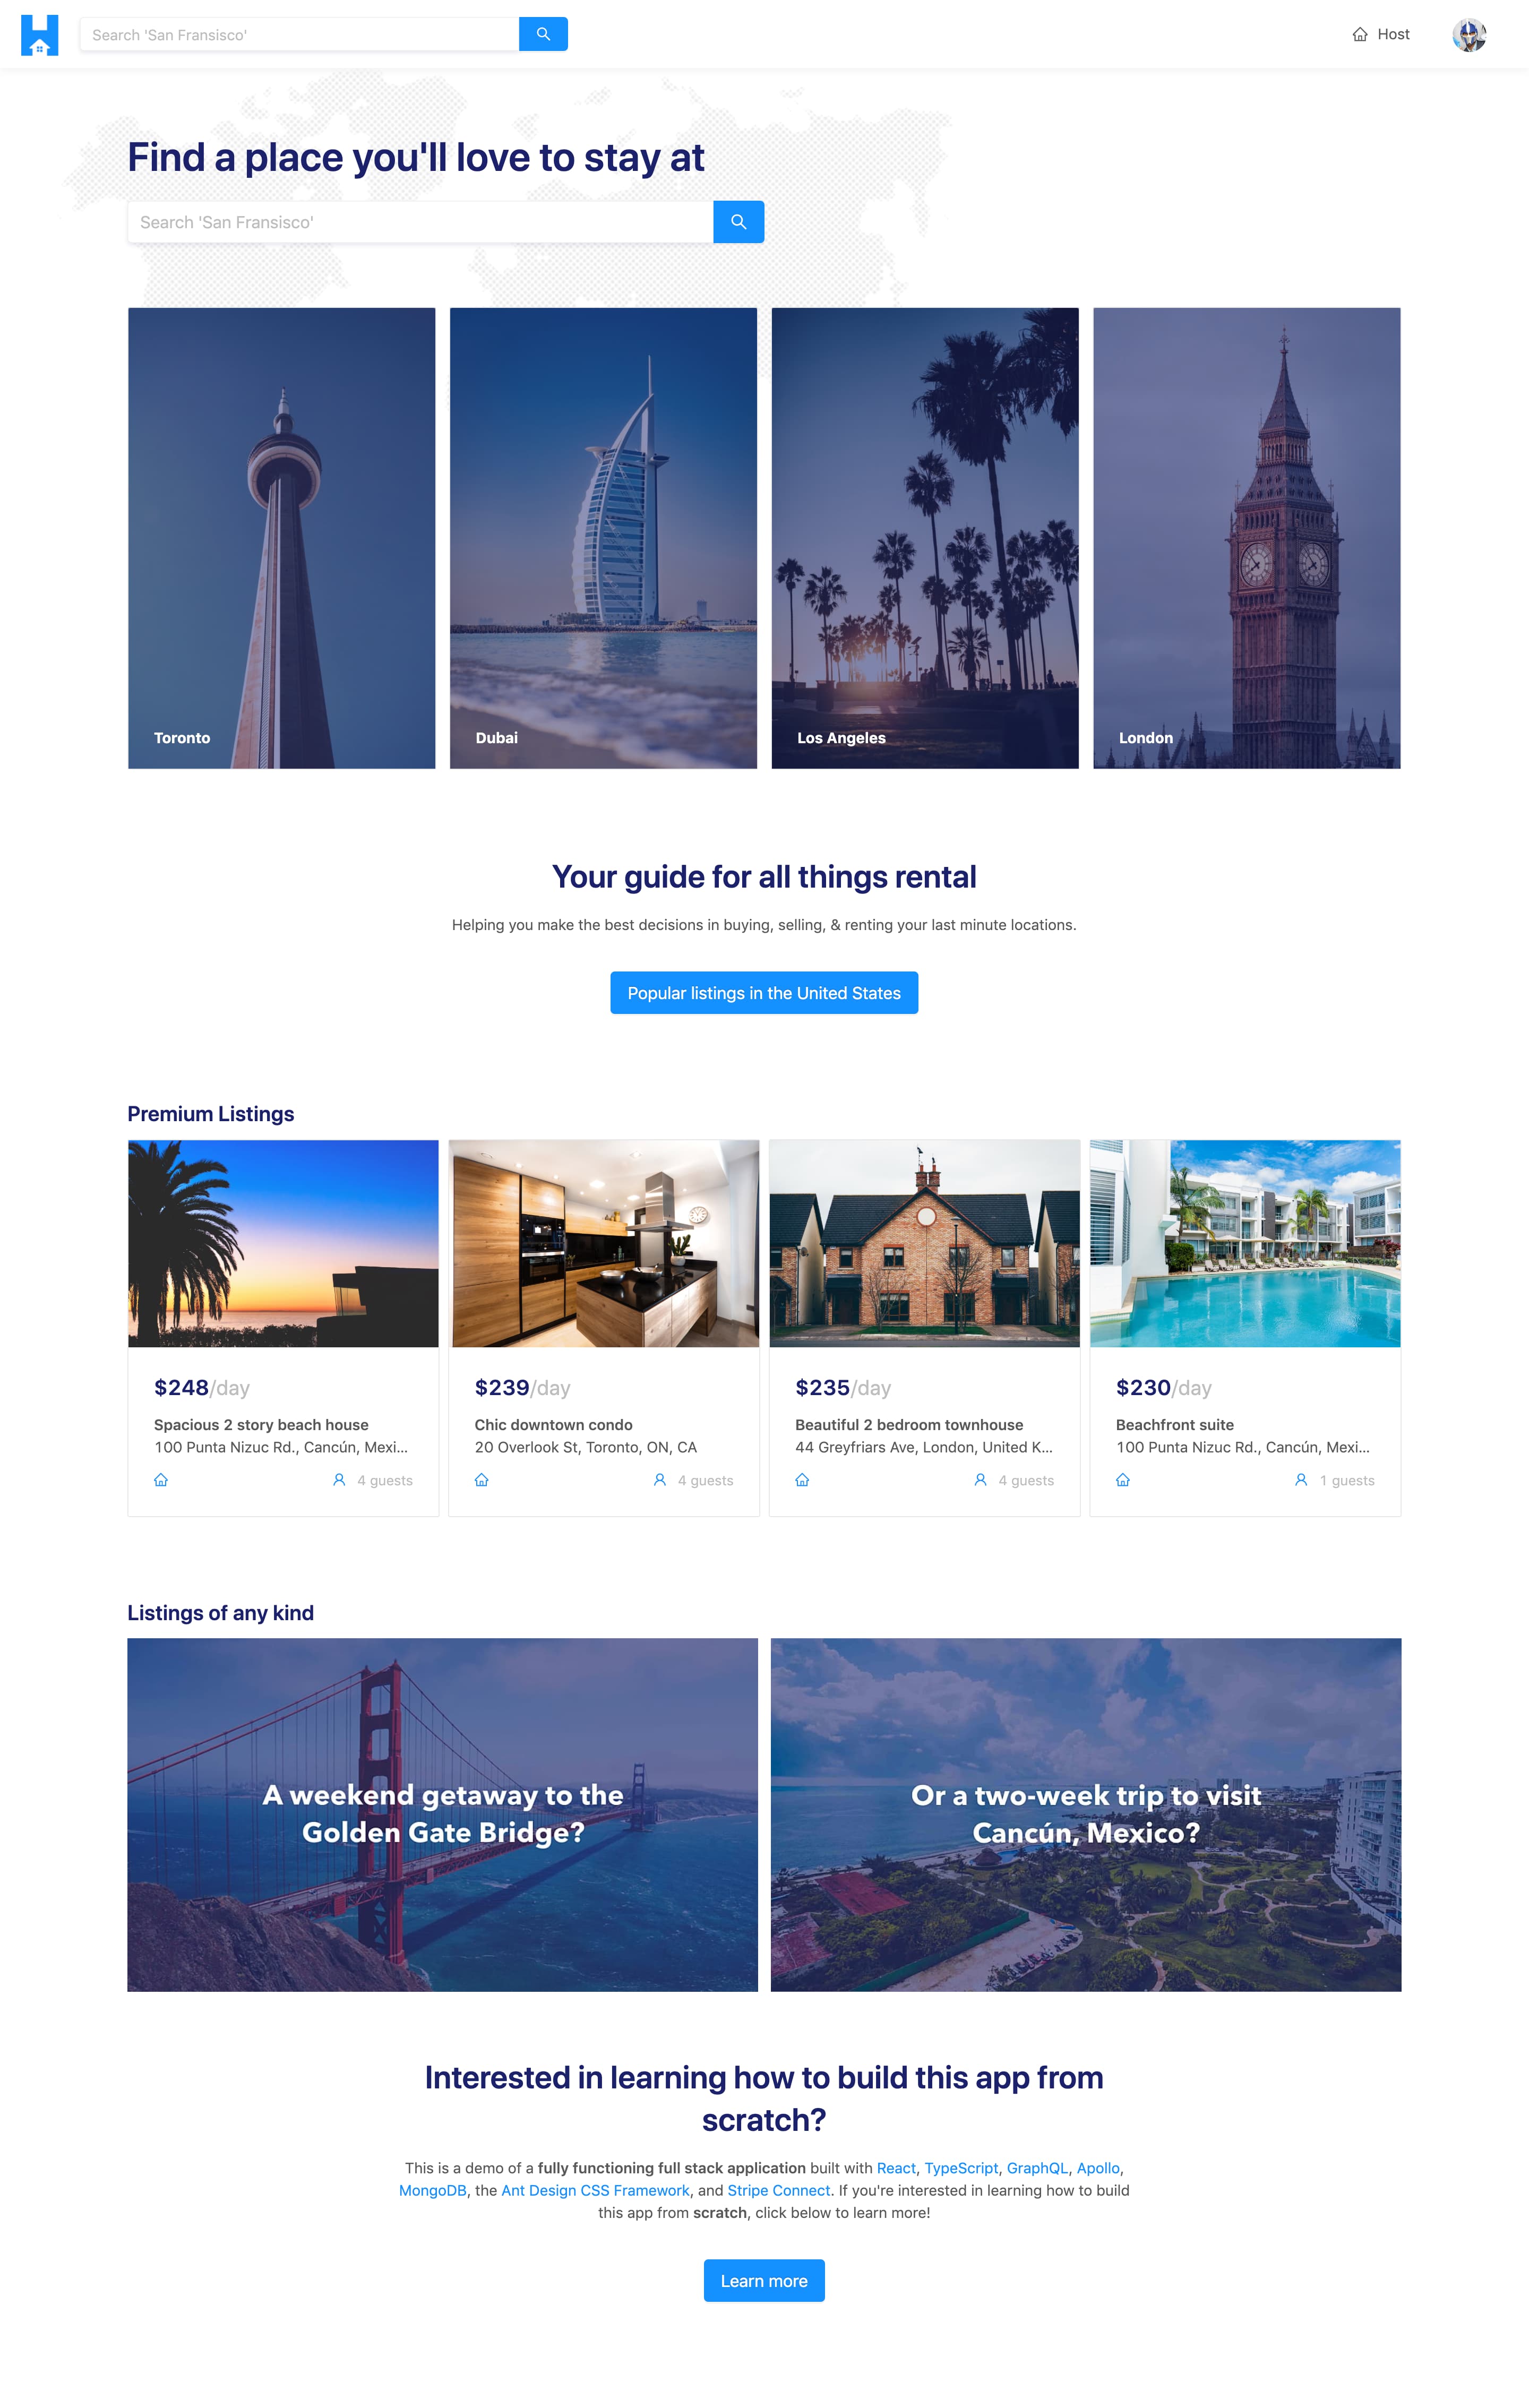 Search 'San Fransisco'
Host
Find a place you'll love to stay at
Search 'San Fransisco'
Toronto
Dubai
Los Angeles
London
Your guide for all things rental
Helping you make the best decisions in buying, selling, & renting your last minute locations.
Popular listings in the United States
Premium Listings
$248/day
Spacious 2 story beach house
100 Punta Nizuc Rd., Cancún, Mexi...
4 guests
$239/day
Chic downtown condo
20 Overlook St, Toronto, ON, CA
4 guests
$235/day
Beautiful 2 bedroom townhouse
44 Greyfriars Ave, London, United K...
4 guests
$230/day
Beachfront suite
100 Punta Nizuc Rd., Cancún, Mexi...
1 guests
Listings of any kind
A weekend getaway to the
Golden Gate Bridge?
Or a two-week trip to visit
Cancún, Mexico?
Interested in learning how to build this app from
scratch?
This is a demo of a fully functioning full stack application built with React, TypeScript, GraphQL, Apollo,
MongoDB, the Ant Design CSS Framework, and Stripe Connect. If you're interested in learning how to build
this app from scratch, click below to learn more!
Learn more